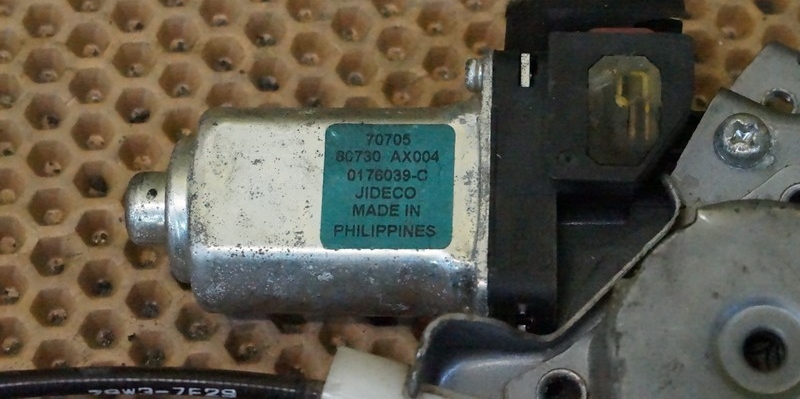 70705
80730 AX004
0176039-C
JIDECO
MADE IN
PHILIPPINES